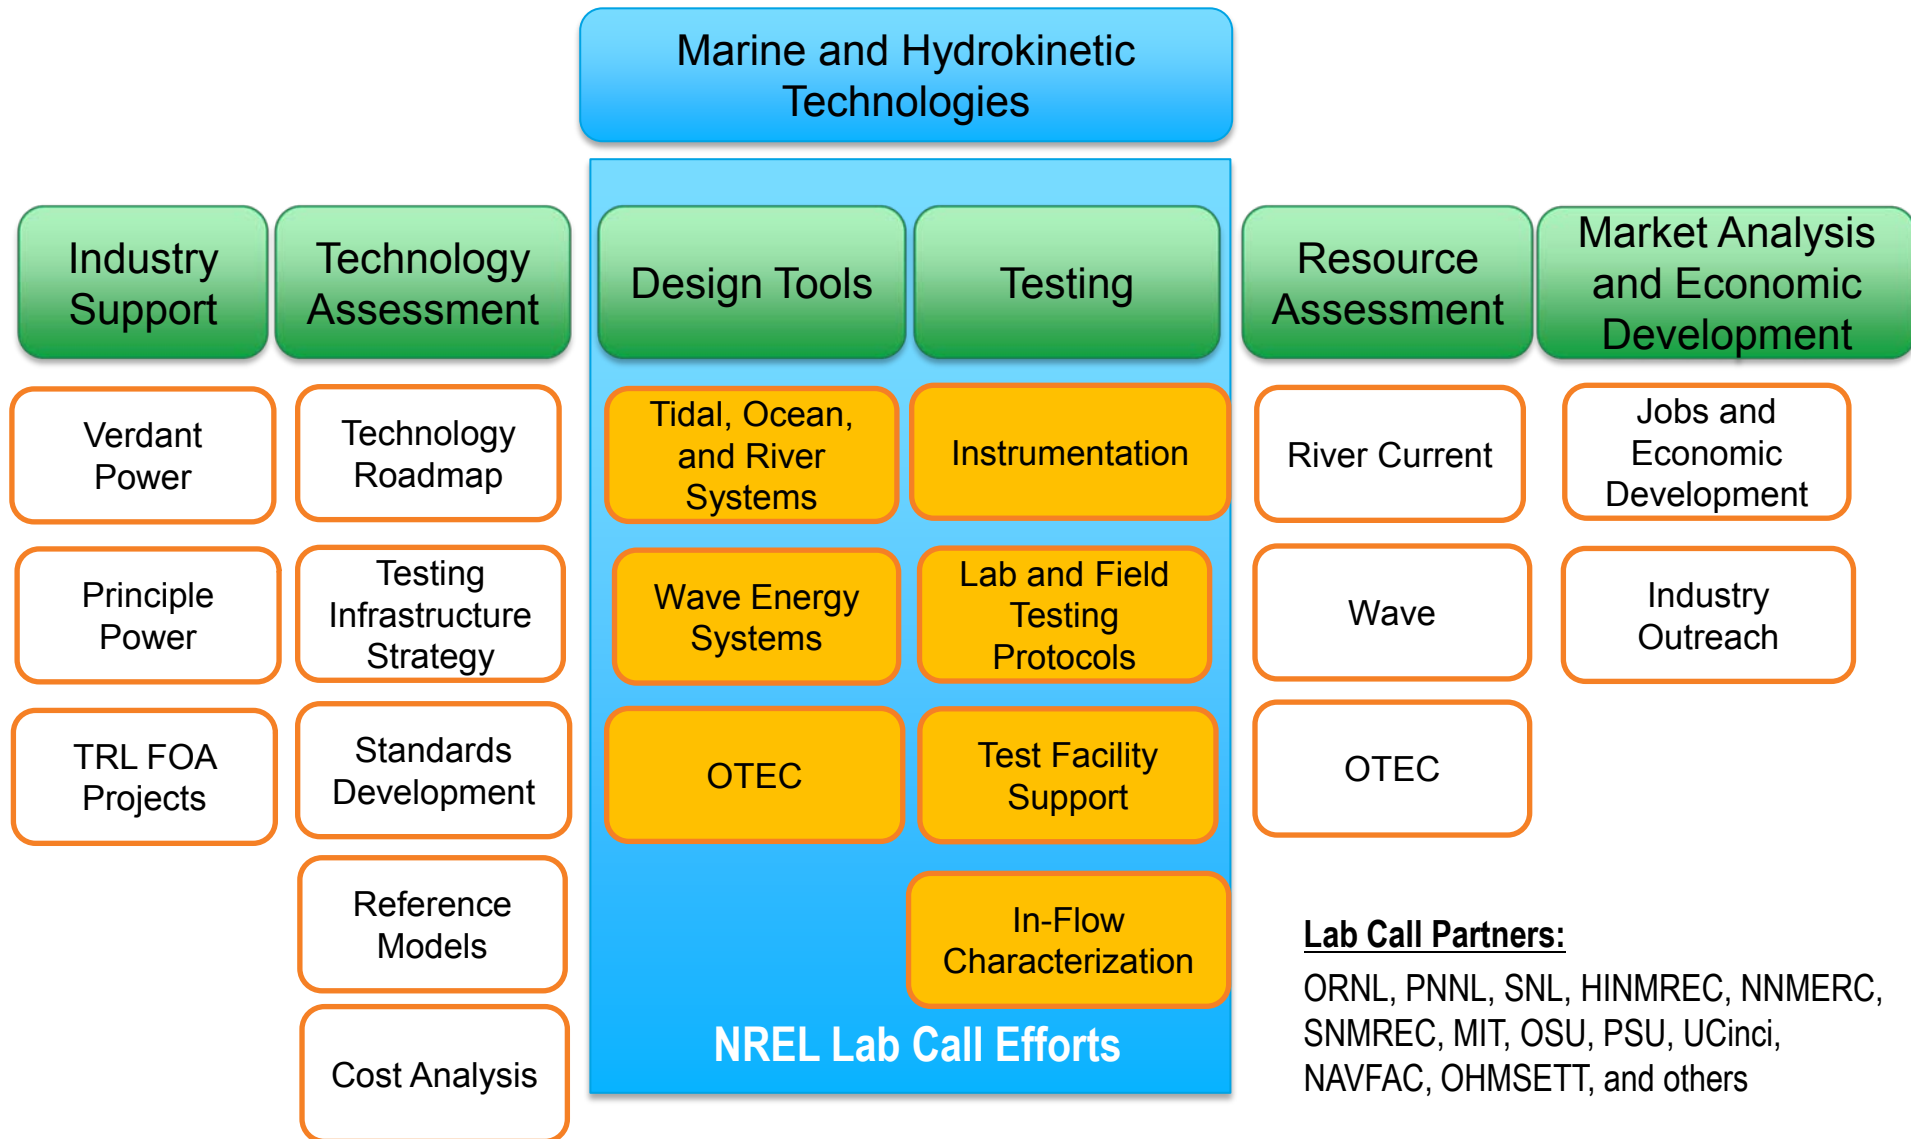 Marine and Hydrokinetic
Technologies
Industry
Support
Technology
Assessment
Design Tools
Testing
Resource
Assessment
Market Analysis
and Economic
Development
Verdant
Power
Principle
Power
TRL FOA
Projects
Technology
Roadmap
Testing
Infrastructure
Strategy
Standards
Development
Reference
Models
Cost Analysis
Tidal, Ocean,
and River
Systems
Wave Energy
Systems
OTEC
Instrumentation
Lab and Field
Testing
Protocols
Test Facility
Support
In-Flow
Characterization
NREL Lab Call Efforts
River Current
Wave
OTEC
Jobs and
Economic
Development
Industry
Outreach
Lab Call Partners:
ORNL, PNNL, SNL, HINMREC, NNMERC,
SNMREC, MIT, OSU, PSU, UCinci,
NAVFAC, OHMSETT, and others